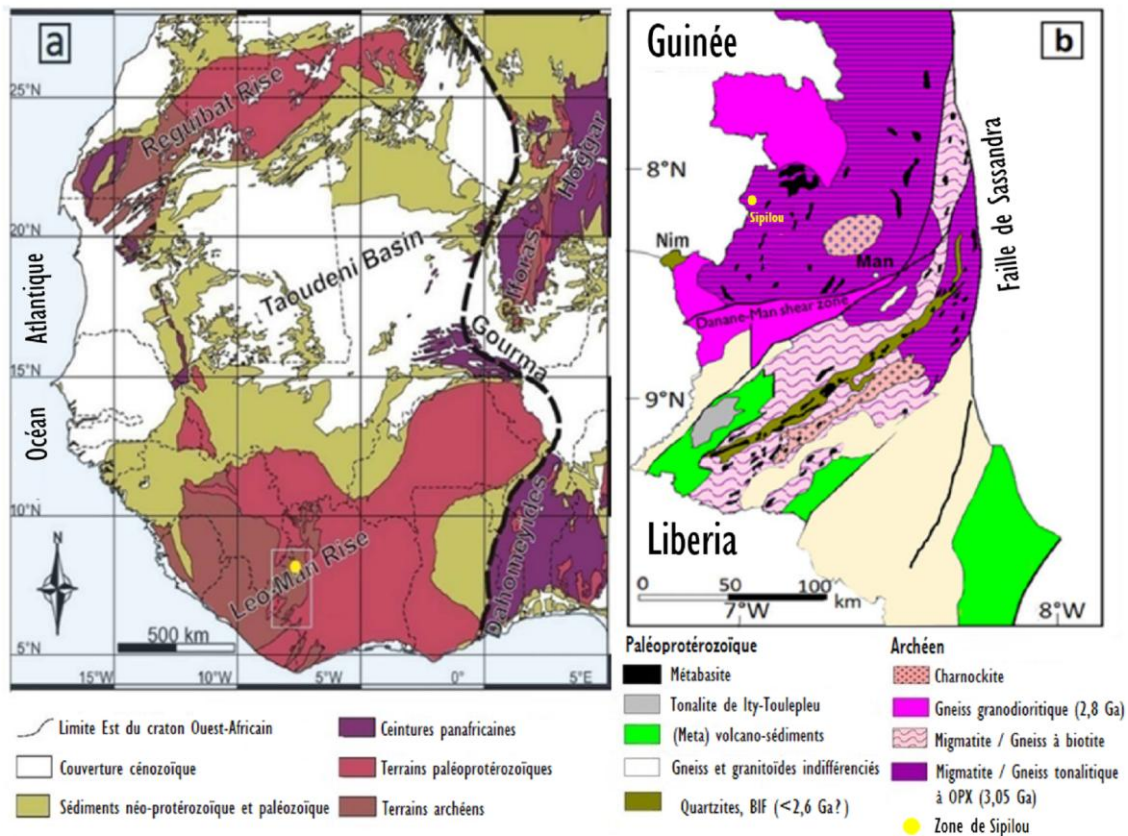 a
25°N
20°N
15°N
10°N
5°N
15°W
10°W
5°W
0°
5°E
Océan Atlantique
Reguibat Rise
Hoggar
Iforas
Taoudeni Basin
Gourma
Leo-Man Rise
Dahomeyides
N
500 km
Limite Est du craton Ouest-Africain
Couverture cénozoïque
Sédiments néo-protérozoïque et paléozoïque
Ceintures panafricaines
Terrains paléoprotérozoïques
Terrains archéens
b
Guinée
8°N
Sipilou
Nim
Man
Danane-Man shear zone
Faille de Sassandra
9°N
Liberia
0 50 100
km
7°W
8°W
Paléoprotérozoïque
Métabasite
Tonalite de Ity-Toulepleu
(Meta) volcano-sédiments
Gneiss et granitoïdes indifférenciés
Quartzites, BIF (<2,6 Ga?)
Archéen
Charnockite
Gneiss granodioritique (2,8 Ga)
Migmatite / Gneiss à biotite
Migmatite / Gneiss tonalitique
à OPX (3,05 Ga)
Zone de Sipilou